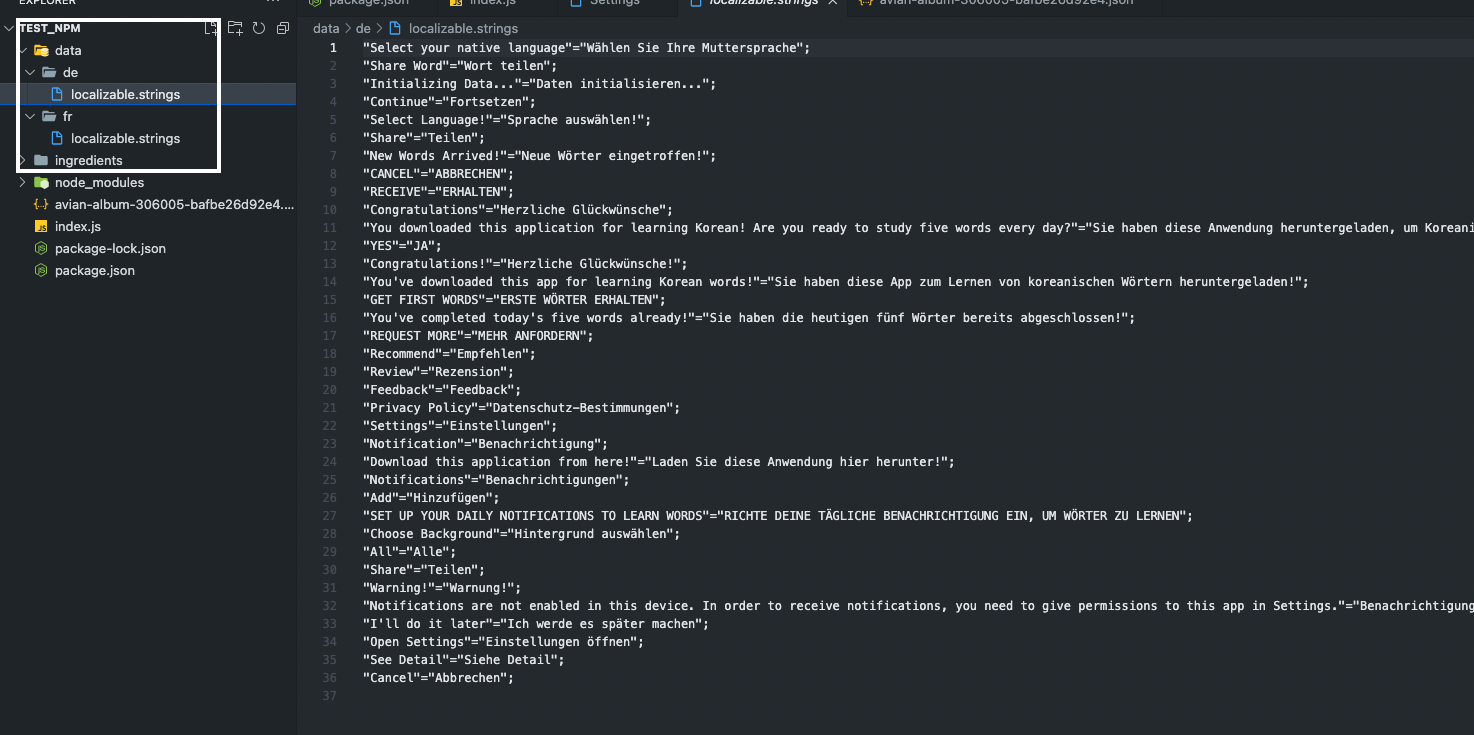 EXPLORER
TEST_NPM
data
de
localizable.strings
fr
localizable.strings
ingredients
node_modules
avian-album-306005-bafbe26d92e4....
index.js
package-lock.json
package.json
package.json
index.js
Settings
localizable.strings
avian-album-306005-bafbe26d92e4.json
data > de > localizable.strings
1 "Select your native language"="Wählen Sie Ihre Muttersprache";
2 "Share Word"="Wort teilen";
3 "Initializing Data..."="Daten initialisieren...";
4 "Continue"="Fortsetzen";
5 "Select Language!"="Sprache auswählen!";
6 "Share"="Teilen";
7 "New Words Arrived!"="Neue Wörter eingetroffen!";
8 "CANCEL"="ABBRECHEN";
9 "RECEIVE"="ERHALTEN";
10 "Congratulations"="Herzliche Glückwünsche";
11 "You downloaded this application for learning Korean! Are you ready to study five words every day?"="Sie haben diese Anwendung heruntergeladen, um Koreani
12 "YES"="JA";
13 "Congratulations!"="Herzliche Glückwünsche!";
14 "You've downloaded this app for learning Korean words!"="Sie haben diese App zum Lernen von koreanischen Wörtern heruntergeladen!";
15 "GET FIRST WORDS"="ERSTE WÖRTER ERHALTEN";
16 "You've completed today's five words already!"="Sie haben die heutigen fünf Wörter bereits abgeschlossen!";
17 "REQUEST MORE"="MEHR ANFORDERN";
18 "Recommend"="Empfehlen";
19 "Review"="Rezension";
20 "Feedback"="Feedback";
21 "Privacy Policy"="Datenschutz-Bestimmungen";
22 "Settings"="Einstellungen";
23 "Notification"="Benachrichtigung";
24 "Download this application from here!"="Laden Sie diese Anwendung hier herunter!";
25 "Notifications"="Benachrichtigungen";
26 "Add"="Hinzufügen";
27 "SET UP YOUR DAILY NOTIFICATIONS TO LEARN WORDS"="RICHTE DEINE TÄGLICHE BENACHRICHTIGUNG EIN, UM WÖRTER ZU LERNEN";
28 "Choose Background"="Hintergrund auswählen";
29 "All"="Alle";
30 "Share"="Teilen";
31 "Warning!"="Warnung!";
32 "Notifications are not enabled in this device. In order to receive notifications, you need to give permissions to this app in Settings."="Benachrichtigung
33 "I'll do it later"="Ich werde es später machen";
34 "Open Settings"="Einstellungen öffnen";
35 "See Detail"="Siehe Detail";
36 "Cancel"="Abbrechen";
37